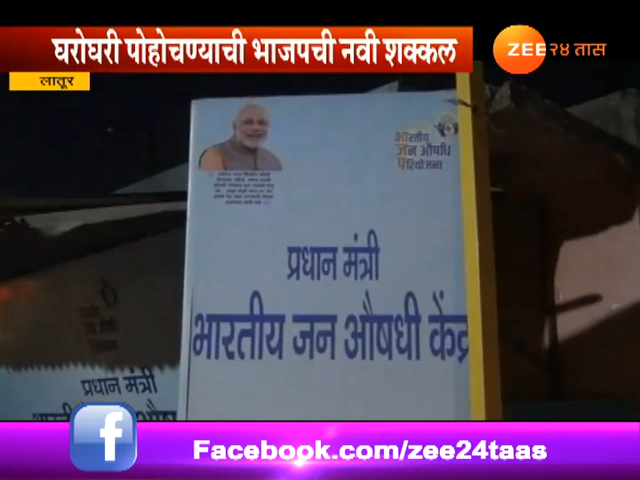 घरोघरी पोहोचण्याची भाजपची नवी शक्कल
ZEE २४ तास
लातूर
भारतीय
जन औषधि
परियोजना
प्रधान मंत्री
भारतीय जन औषधी केंद्र
प्रधान मंत्री
f
Facebook.com/zee24taas